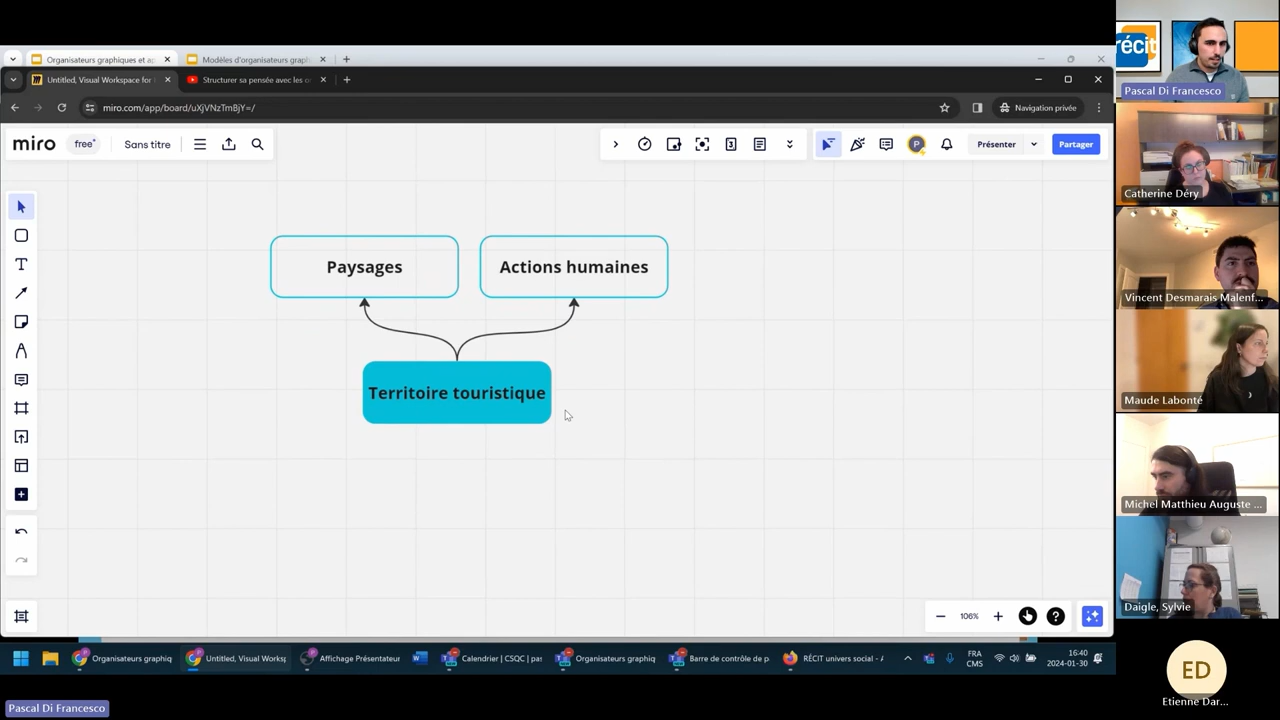 Organisateurs graphiques et ap
Modèles d'organisateurs graph
Untitled, Visual Workspace for
Structurer sa pensée avec les or
miro.com/app/board/uXjVNzTmBjY=/
Navigation privée
miro
free
Sans titre
P
Présenter
Partager
Paysages
Actions humaines
Territoire touristique
106%
Organisateurs graphiq
Untitled, Visual Worksp
Affichage Présentateur
Calendrier | CSQC | pas
Organisateurs graphiq
Barre de contrôle de p
RÉCIT univers social - A
FRA
CMS
16:40
2024-01-30
récit
Pascal Di Francesco
Catherine Déry
Vincent Desmarais Malenf...
Maude Labonté
Michel Matthieu Auguste ...
Daigle, Sylvie
ED
Etienne Dar...
Pascal Di Francesco